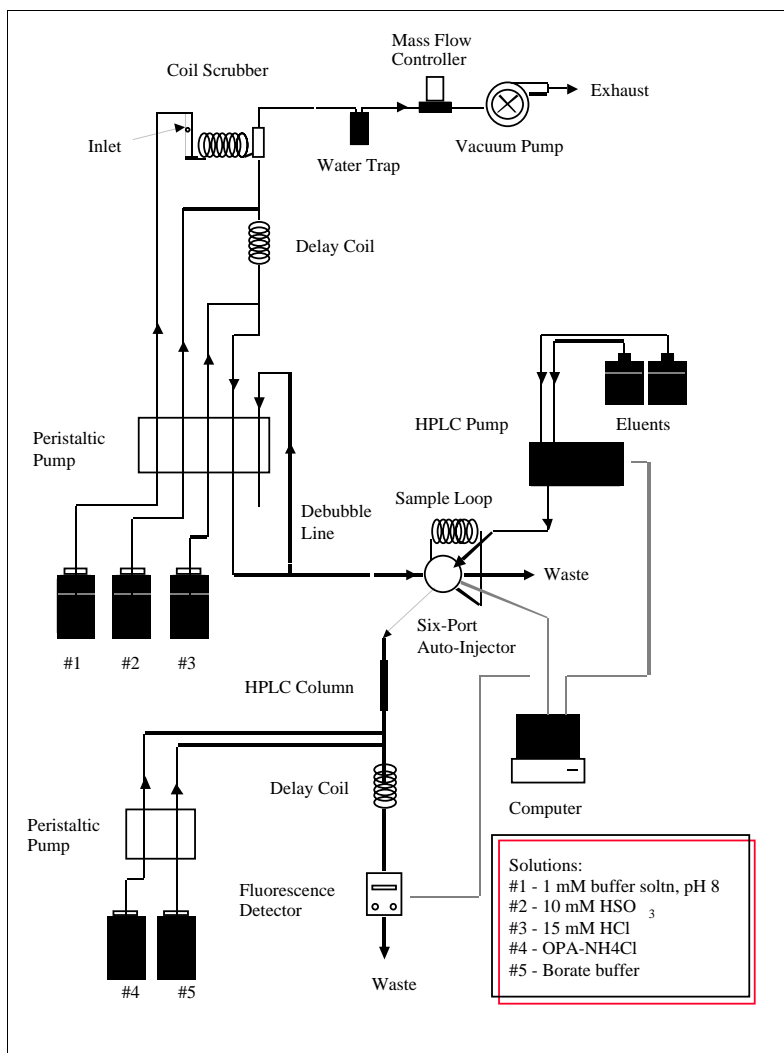 Mass Flow
Controller
Coil Scrubber
Exhaust
Inlet
Water Trap
Vacuum Pump
Delay Coil
HPLC Pump
Eluents
Peristaltic
Pump
Sample Loop
Debubble
Line
Waste
Six-Port
Auto-Injector
#1
#2
#3
HPLC Column
Delay Coil
Computer
Peristaltic
Pump
Fluorescence
Detector
Waste
#4
#5
Solutions:
#1 - 1 mM buffer soltn, pH 8
#2 - 10 mM HSO 3
#3 - 15 mM HCl
#4 - OPA-NH4Cl
#5 - Borate buffer